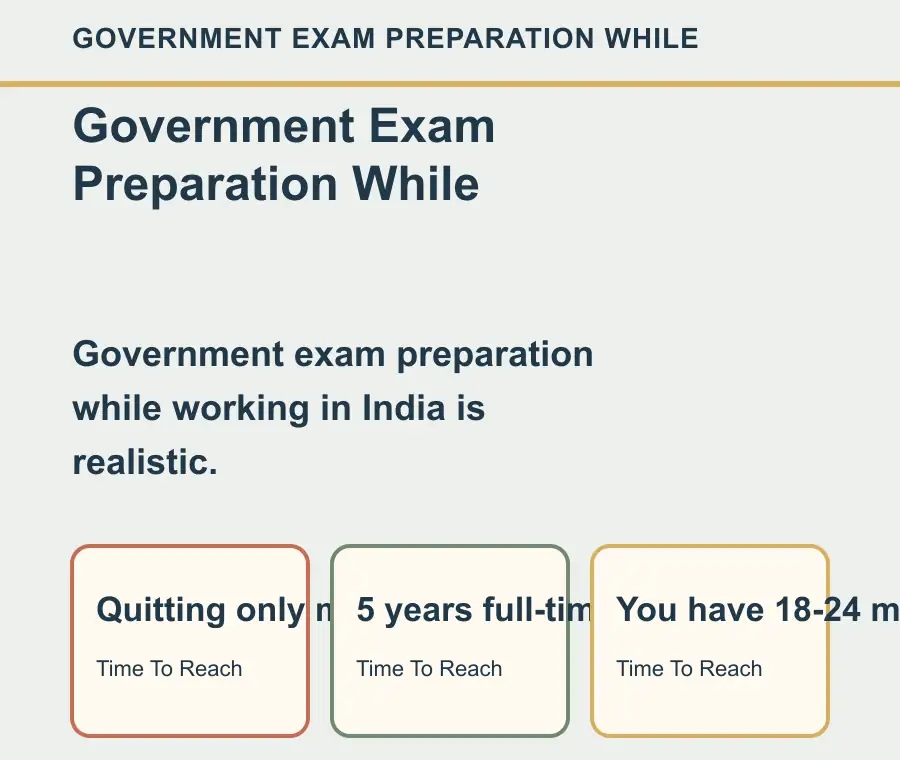 GOVERNMENT EXAM PREPARATION WHILE
Government Exam
Preparation While
Government exam preparation
while working in India is
realistic.
Quitting only
5 years full-tim
You have 18-24 m
Time To Reach
Time To Reach
Time To Reach